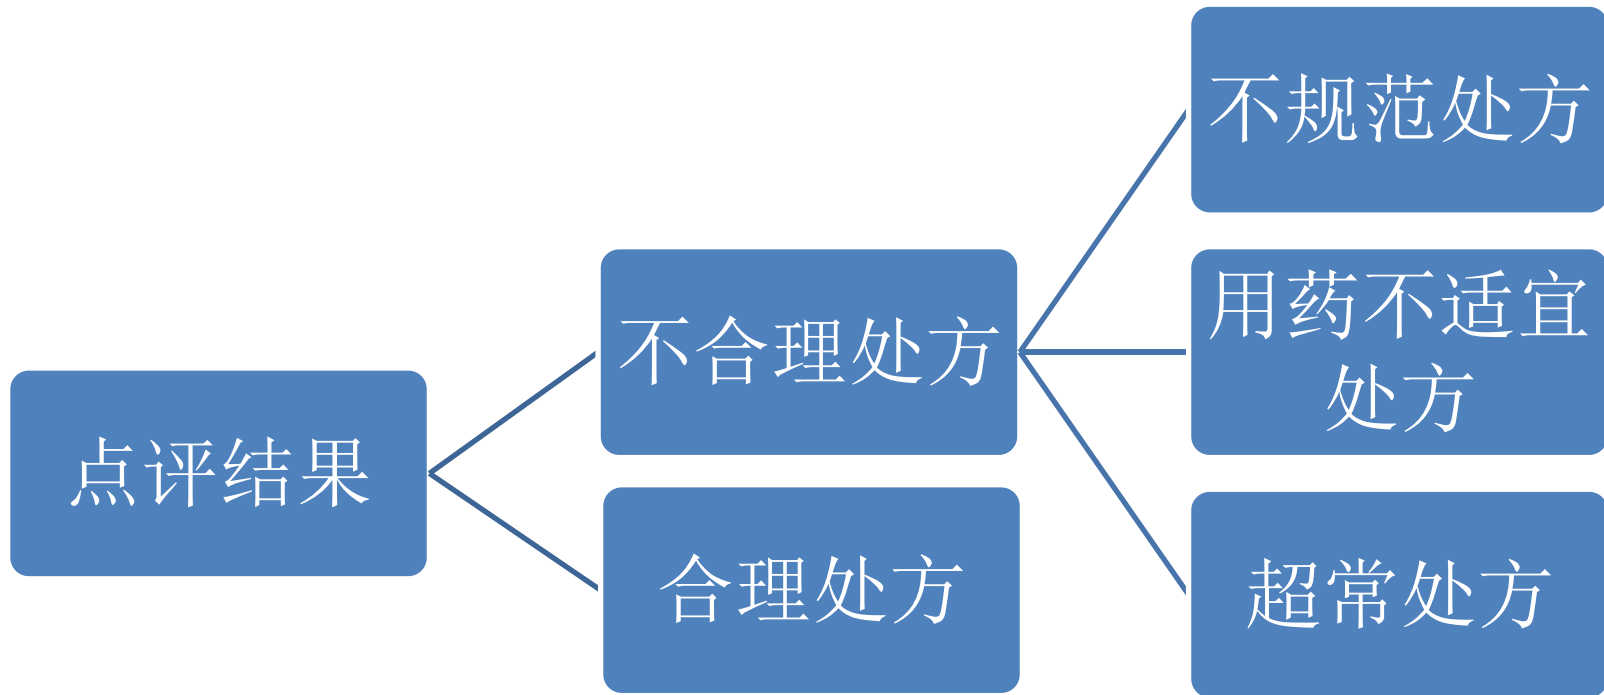 点评结果
不合理处方
合理处方
不规范处方
用药不适宜
处方
超常处方